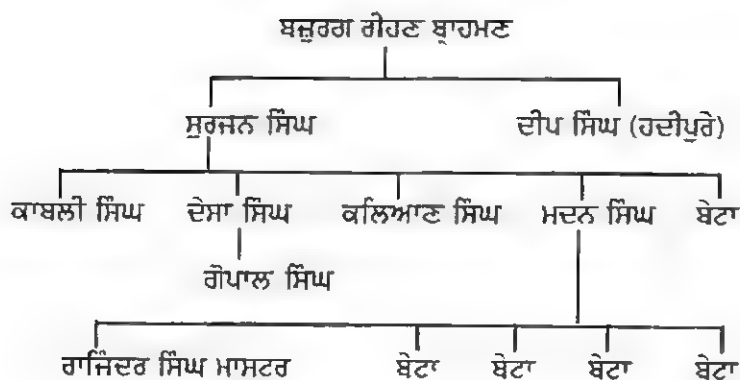 ਬਜ਼ੁਰਗ ਰੀਹਣ ਬ੍ਰਾਹਮਣ
ਸੁਰਜਨ ਸਿੰਘ ਦੀਪ ਸਿੰਘ (ਹਦੀਪੁਰੇ)
ਕਾਬਲੀ ਸਿੰਘ ਦੇਸਾ ਸਿੰਘ ਕਲਿਆਣ ਸਿੰਘ ਮਦਨ ਸਿੰਘ ਬੇਟਾ
ਗੋਪਾਲ ਸਿੰਘ
ਰਾਜਿੰਦਰ ਸਿੰਘ ਮਾਸਟਰ ਬੇਟਾ ਬੇਟਾ ਬੇਟਾ ਬੇਟਾ